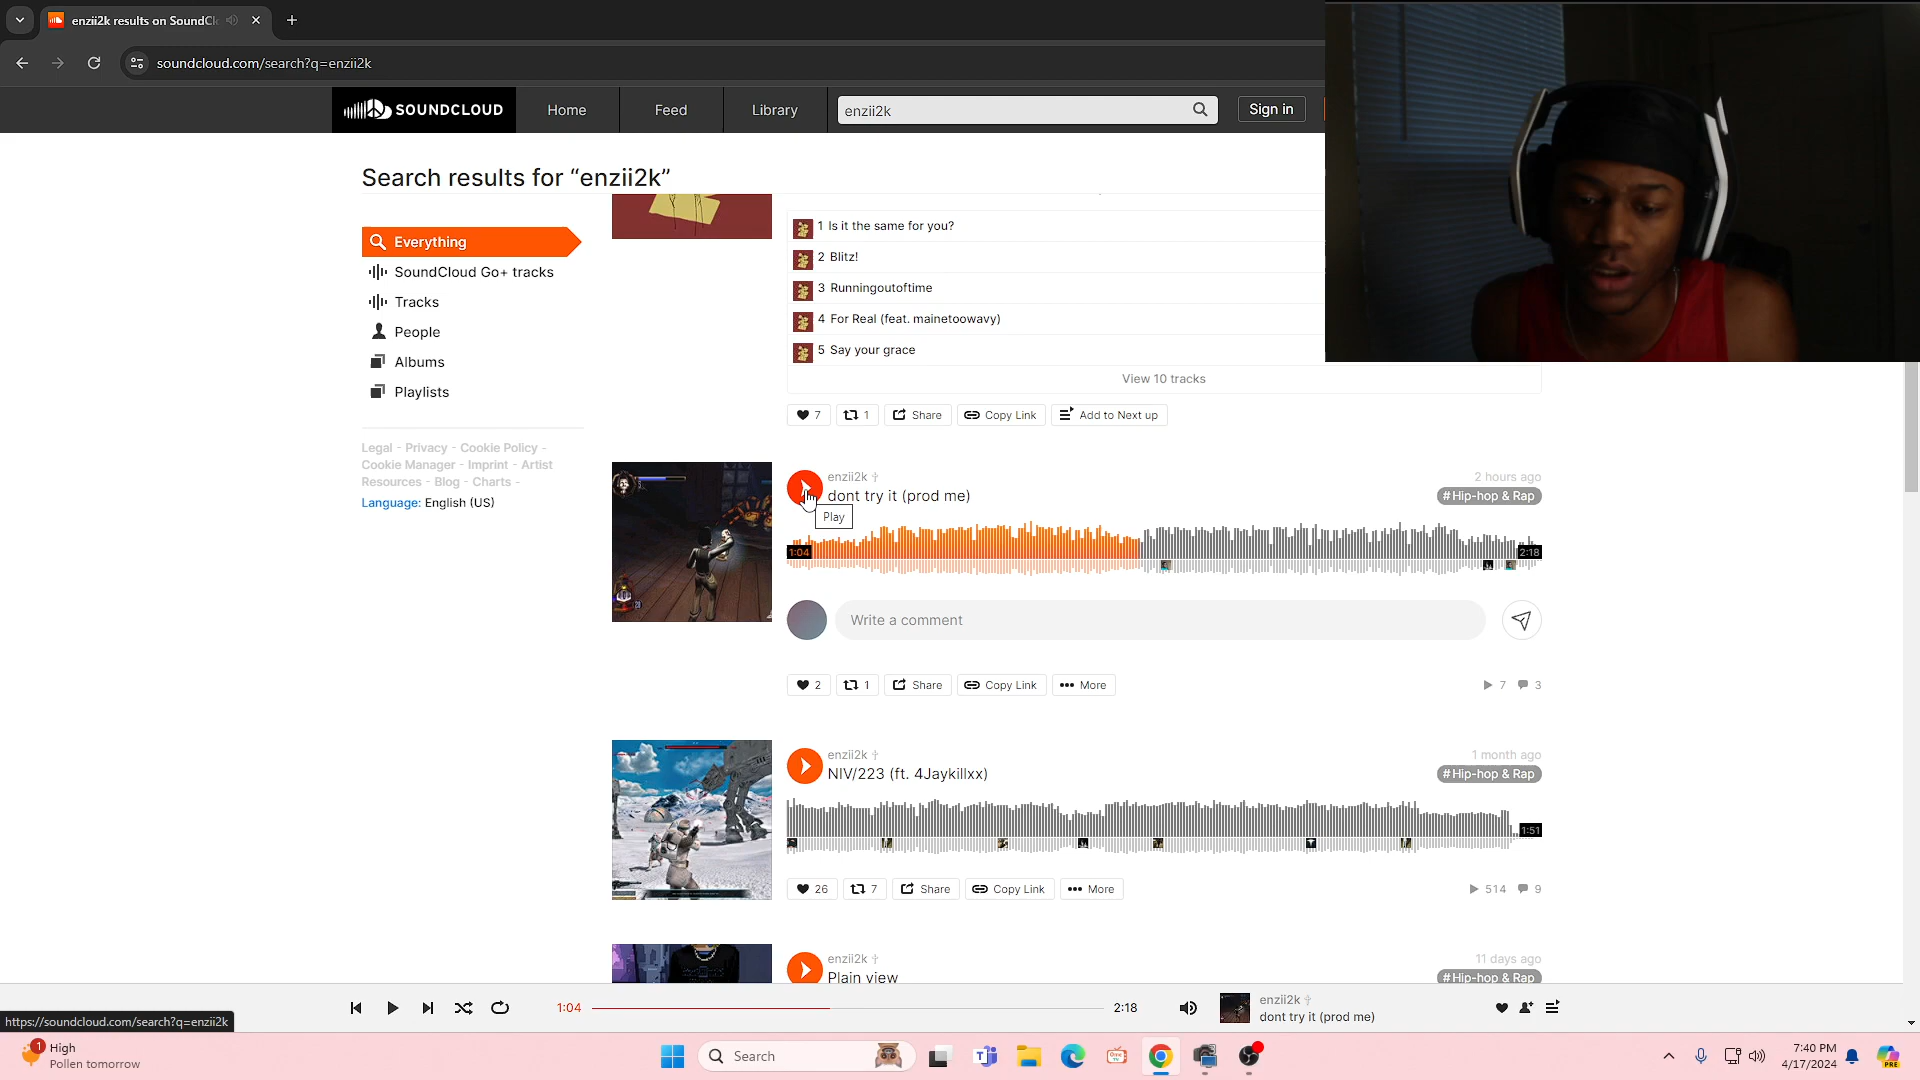 enzii2k results on SoundCl
soundcloud.com/search?q=enzii2k
SOUNDCLOUD
Home
Feed
Library
enzii2k
Sign in
Search results for “enzii2k”
Everything
SoundCloud Go+ tracks
Tracks
People
Albums
Playlists
Legal - Privacy - Cookie Policy -
Cookie Manager - Imprint - Artist
Resources - Blog - Charts -
Language: English (US)
1 Is it the same for you?
2 Blitz!
3 Runningoutoftime
4 For Real (feat. mainetoowavy)
5 Say your grace
View 10 tracks
7 1 Share Copy Link Add to Next up
enzii2k † 2 hours ago
dont try it (prod me) # Hip-hop & Rap
Play
1:04 2:18
Write a comment
2 1 Share Copy Link More 7 3
enzii2k † 1 month ago
NIV/223 (ft. 4Jaykillxx) # Hip-hop & Rap
1:51
26 7 Share Copy Link More 514 9
enzii2k † 11 days ago
Plain view # Hip-hop & Rap
1:04 2:18
enzii2k †
dont try it (prod me)
https://soundcloud.com/search?q=enzii2k
1
High
Pollen tomorrow
Search
7:40 PM
4/17/2024
PRE